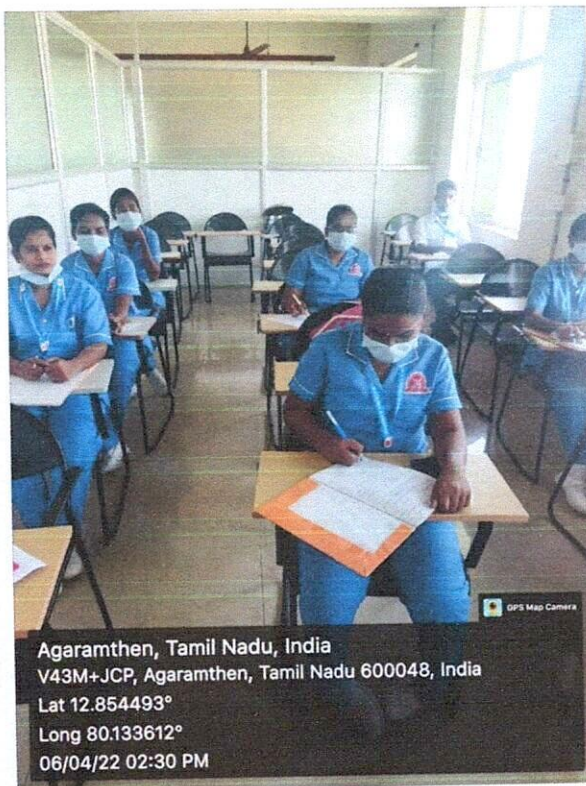 GPS Map Camera
Agaramthen, Tamil Nadu, India
V43M+JCP, Agaramthen, Tamil Nadu 600048, India
Lat 12.854493°
Long 80.133612°
06/04/22 02:30 PM